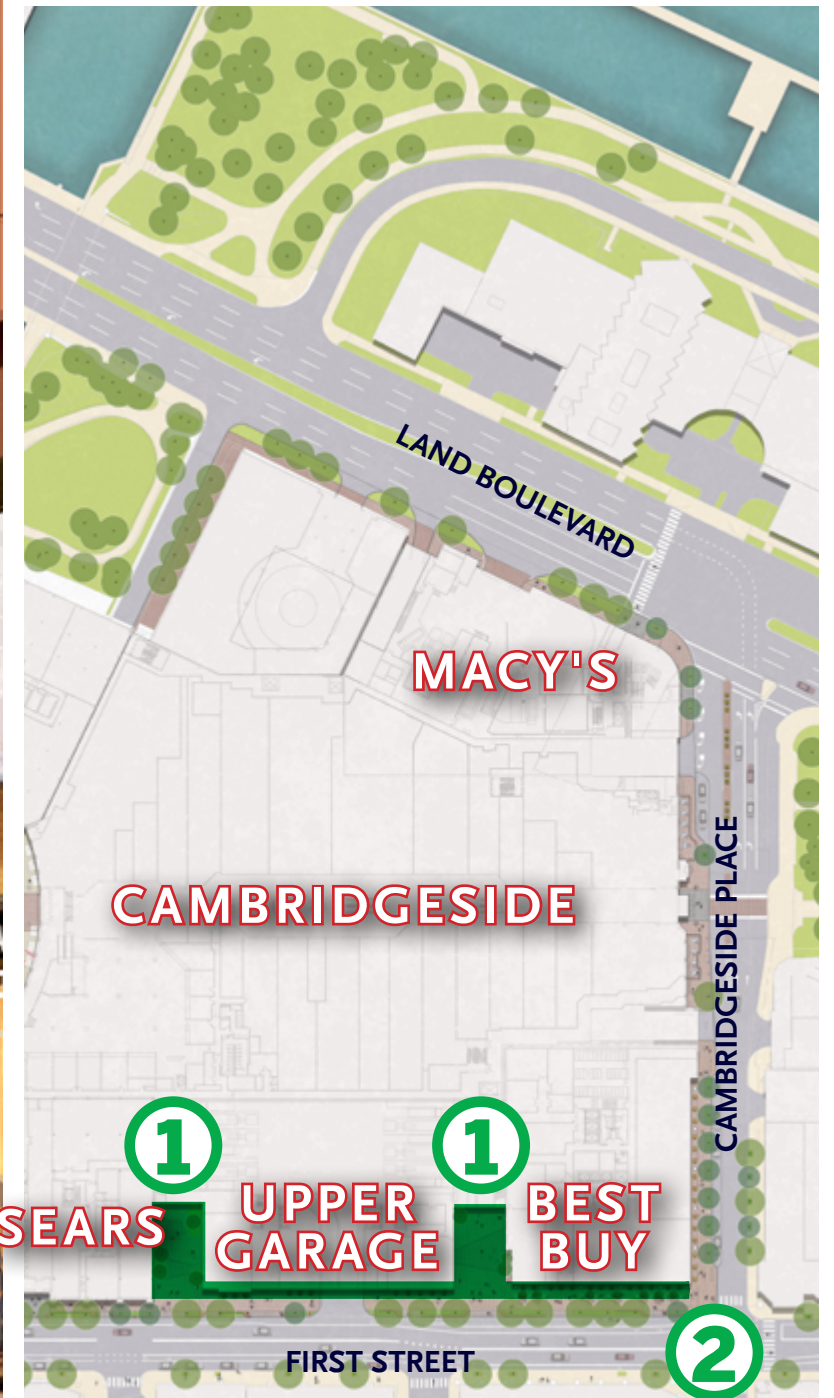 LAND BOULEVARD
MACY'S
CAMBRIDGESIDE PLACE
CAMBRIDGESIDE
1
1
SEARS
UPPER
GARAGE
BEST
BUY
FIRST STREET
2